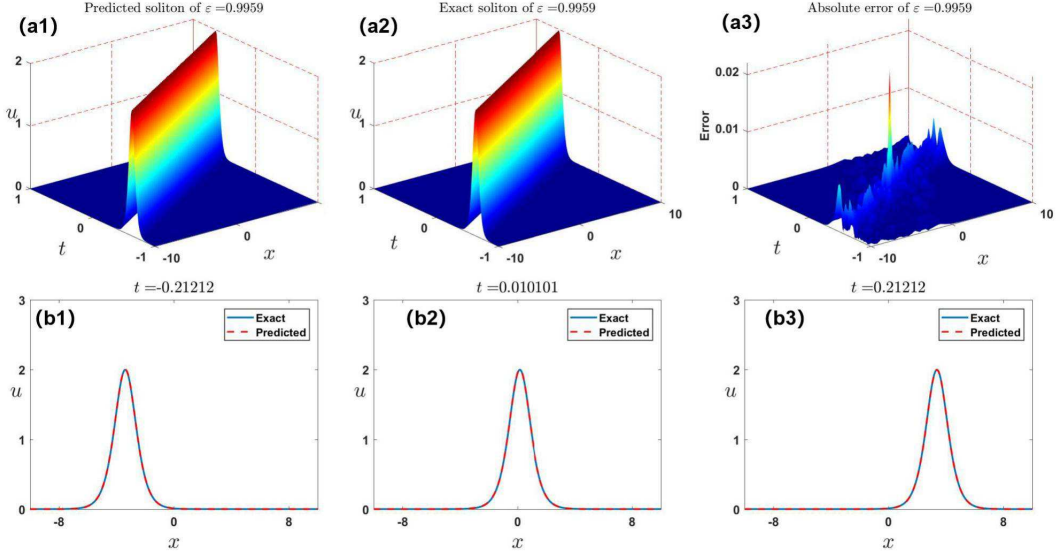 (a1)
Predicted soliton of ε =0.9959
2
u
1
0
1
0
t
-1
-10
0
x
(a2)
Exact soliton of ε =0.9959
2
u
1
0
1
0
t
-1
-10
0
x
10
(a3)
Absolute error of ε =0.9959
0.02
Error
0.01
0
1
0
t
-1
-10
0
x
10
(b1)
t =-0.21212
3
2
u
1
0
-8
0
8
x
Exact
Predicted
(b2)
t =0.010101
3
2
u
1
0
-8
0
8
x
Exact
Predicted
(b3)
t =0.21212
3
2
u
1
0
-8
0
8
x
Exact
Predicted